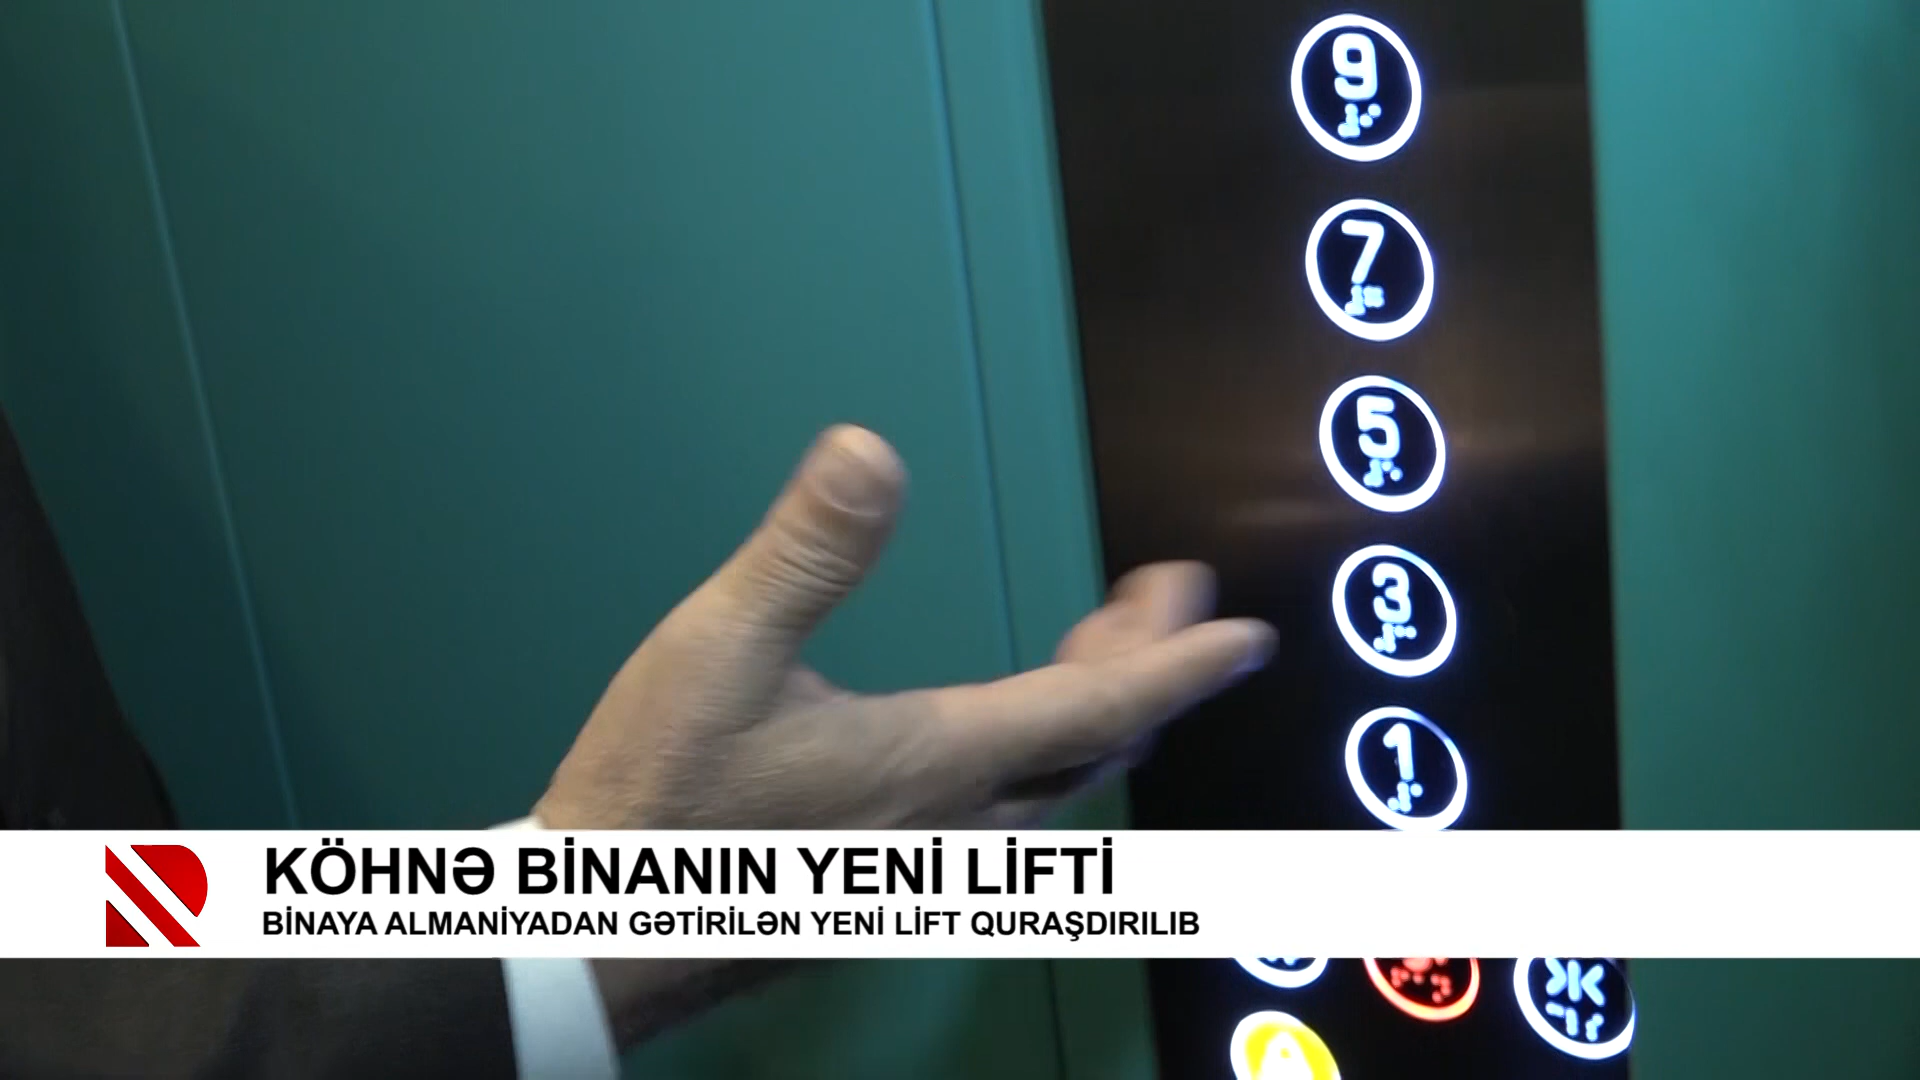 9
7
5
3
1
KÖHNƏ BİNANIN YENİ LİFTİ
BİNAYA ALMANİYADAN GƏTİRİLƏN YENİ LİFT QURAŞDIRILIB